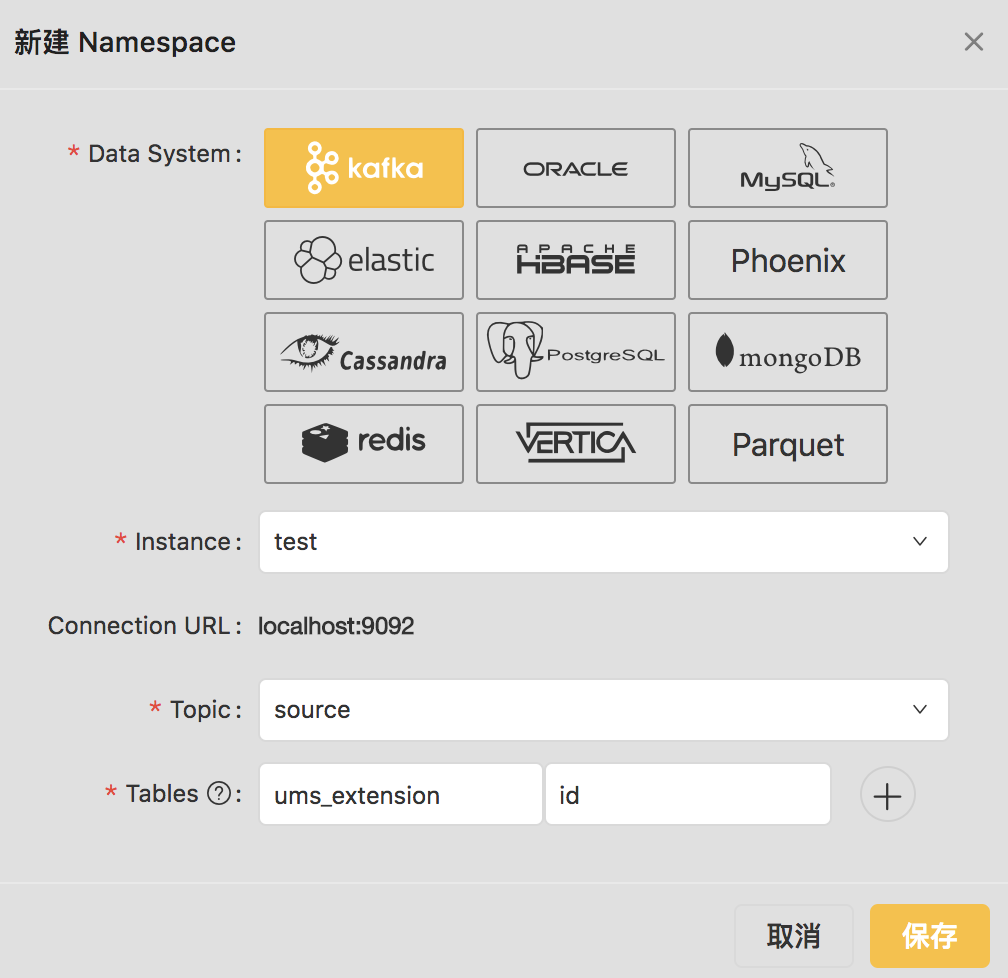 新建 Namespace
* Data System :
kafka
ORACLE
MySQL®
elastic
APACHE
HBASE
Phoenix
Cassandra
PostgreSQL
mongoDB
redis
VERTICA
Parquet
* Instance :
test
Connection URL :
localhost:9092
* Topic :
source
* Tables ? :
ums_extension
id
取消
保存